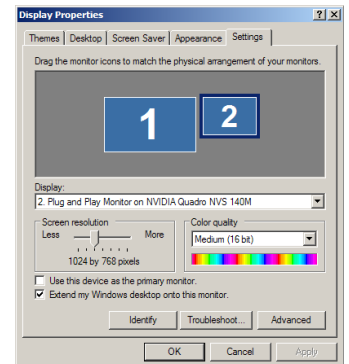 Display Properties
Themes Desktop Screen Saver Appearance Settings
Drag the monitor icons to match the physical arrangement of your monitors.
1 2
Display:
2. Plug and Play Monitor on NVIDIA Quadro NVS 140M
Screen resolution
Less More
1024 by 768 pixels
Color quality
Medium (16 bit)
Use this device as the primary monitor.
Extend my Windows desktop onto this monitor.
Identify Troubleshoot... Advanced
OK Cancel Apply